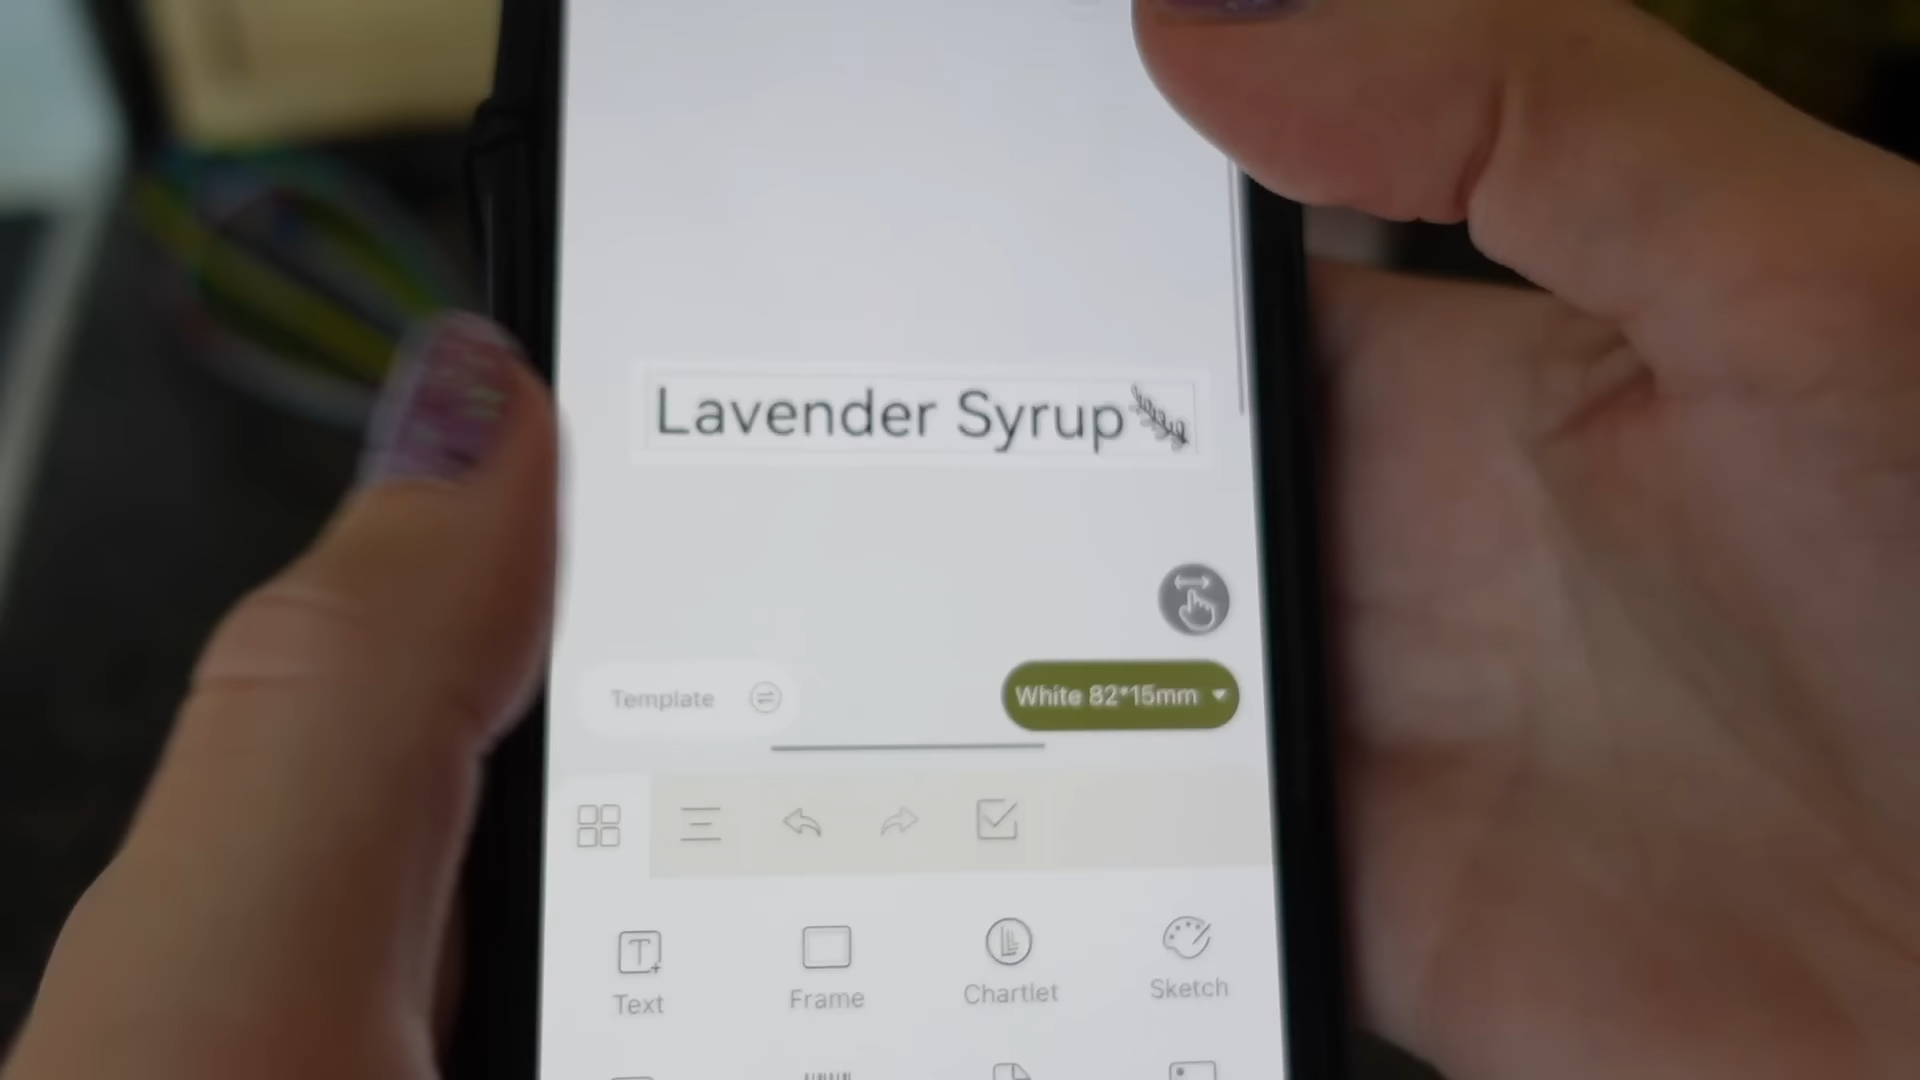 Lavender Syrup
Template
White 82*15mm
Text
Frame
Chartlet
Sketch